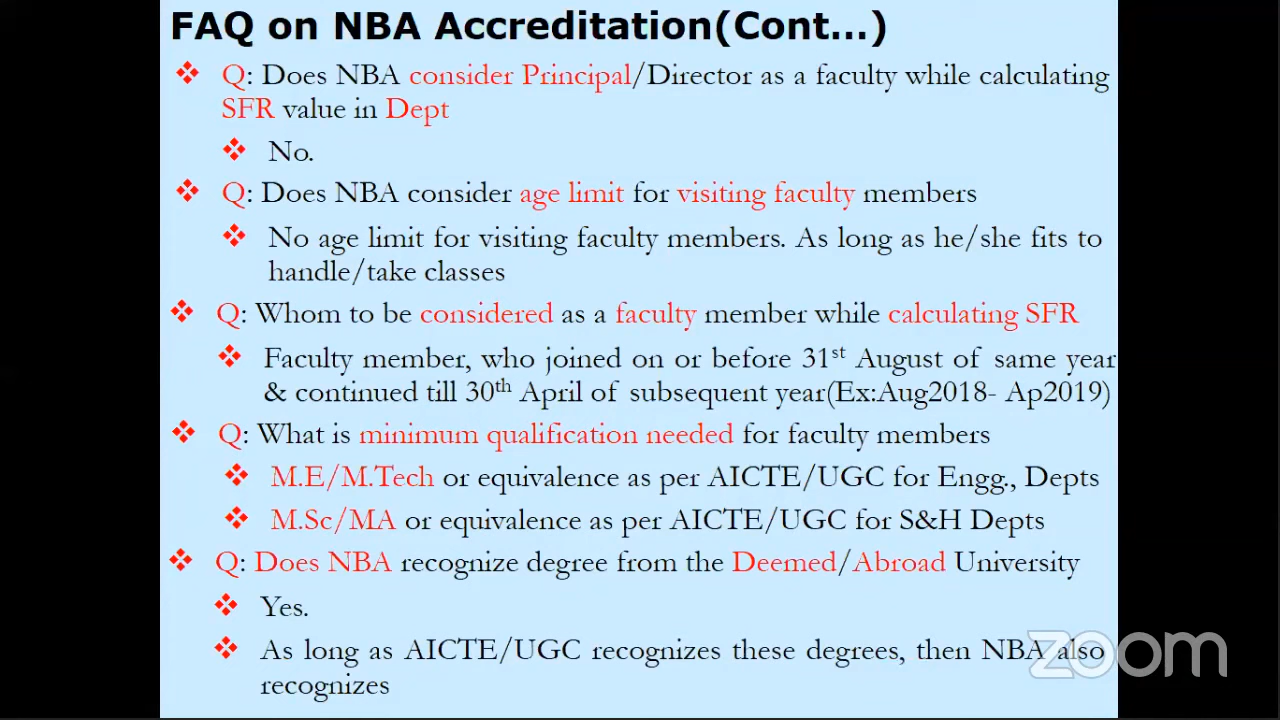 FAQ on NBA Accreditation(Cont...)
❖ Q: Does NBA consider Principal/Director as a faculty while calculating
SFR value in Dept
❖ No.
❖ Q: Does NBA consider age limit for visiting faculty members
❖ No age limit for visiting faculty members. As long as he/she fits to
handle/take classes
❖ Q: Whom to be considered as a faculty member while calculating SFR
❖ Faculty member, who joined on or before 31st August of same year
& continued till 30th April of subsequent year(Ex:Aug2018- Ap2019)
❖ Q: What is minimum qualification needed for faculty members
❖ M.E/M.Tech or equivalence as per AICTE/UGC for Engg., Depts
❖ M.Sc/MA or equivalence as per AICTE/UGC for S&H Depts
❖ Q: Does NBA recognize degree from the Deemed/Abroad University
❖ Yes.
❖ As long as AICTE/UGC recognizes these degrees, then NBA also
recognizes
zoom